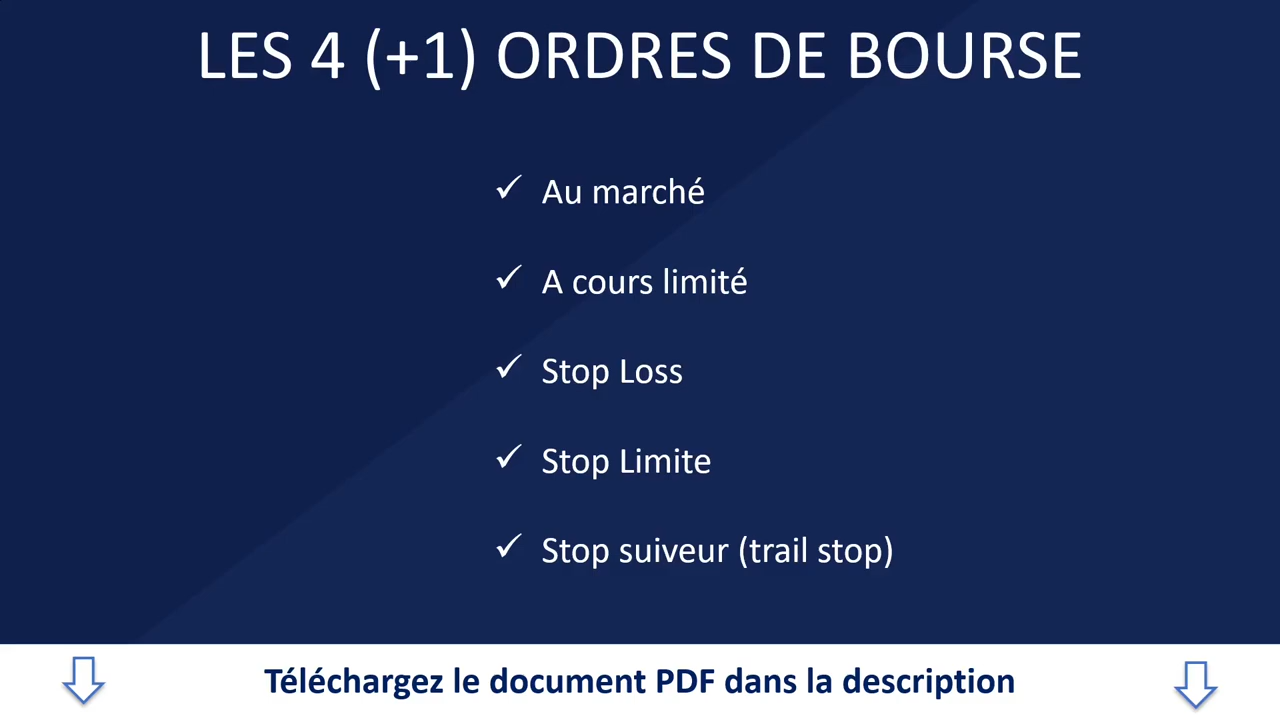 LES 4 (+1) ORDRES DE BOURSE
✓ Au marché
✓ A cours limité
✓ Stop Loss
✓ Stop Limite
✓ Stop suiveur (trail stop)
Téléchargez le document PDF dans la description